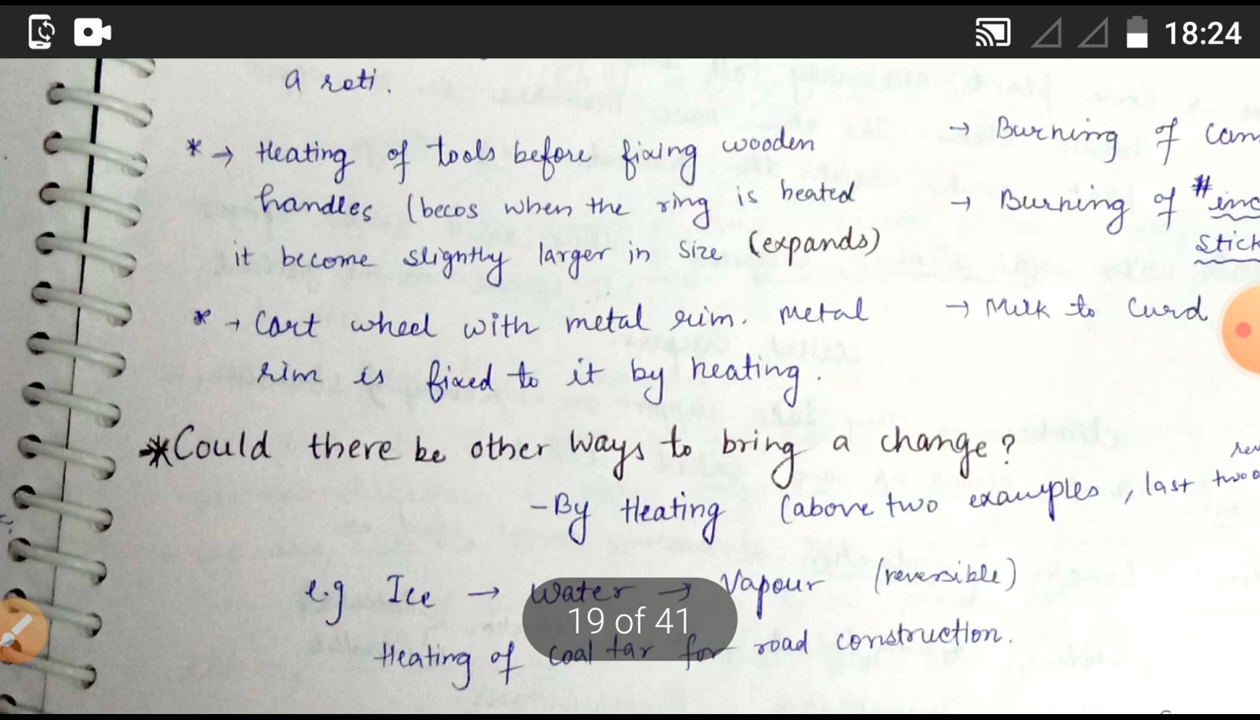 18:24
a roti.
* → Heating of tools before fixing wooden
handles (becos when the ring is heated
it become slightly larger in size (expands)
* → Cart wheel with metal rim. metal
rim is fixed to it by heating.
→ Burning of
→ Burning of #
stick
→ Milk to Curd
*Could there be other ways to bring a change?
- By Heating (above two examples, last two
e.g Ice → Water → Vapour (reversible)
19 of 41
Heating of coal tar for road construction.